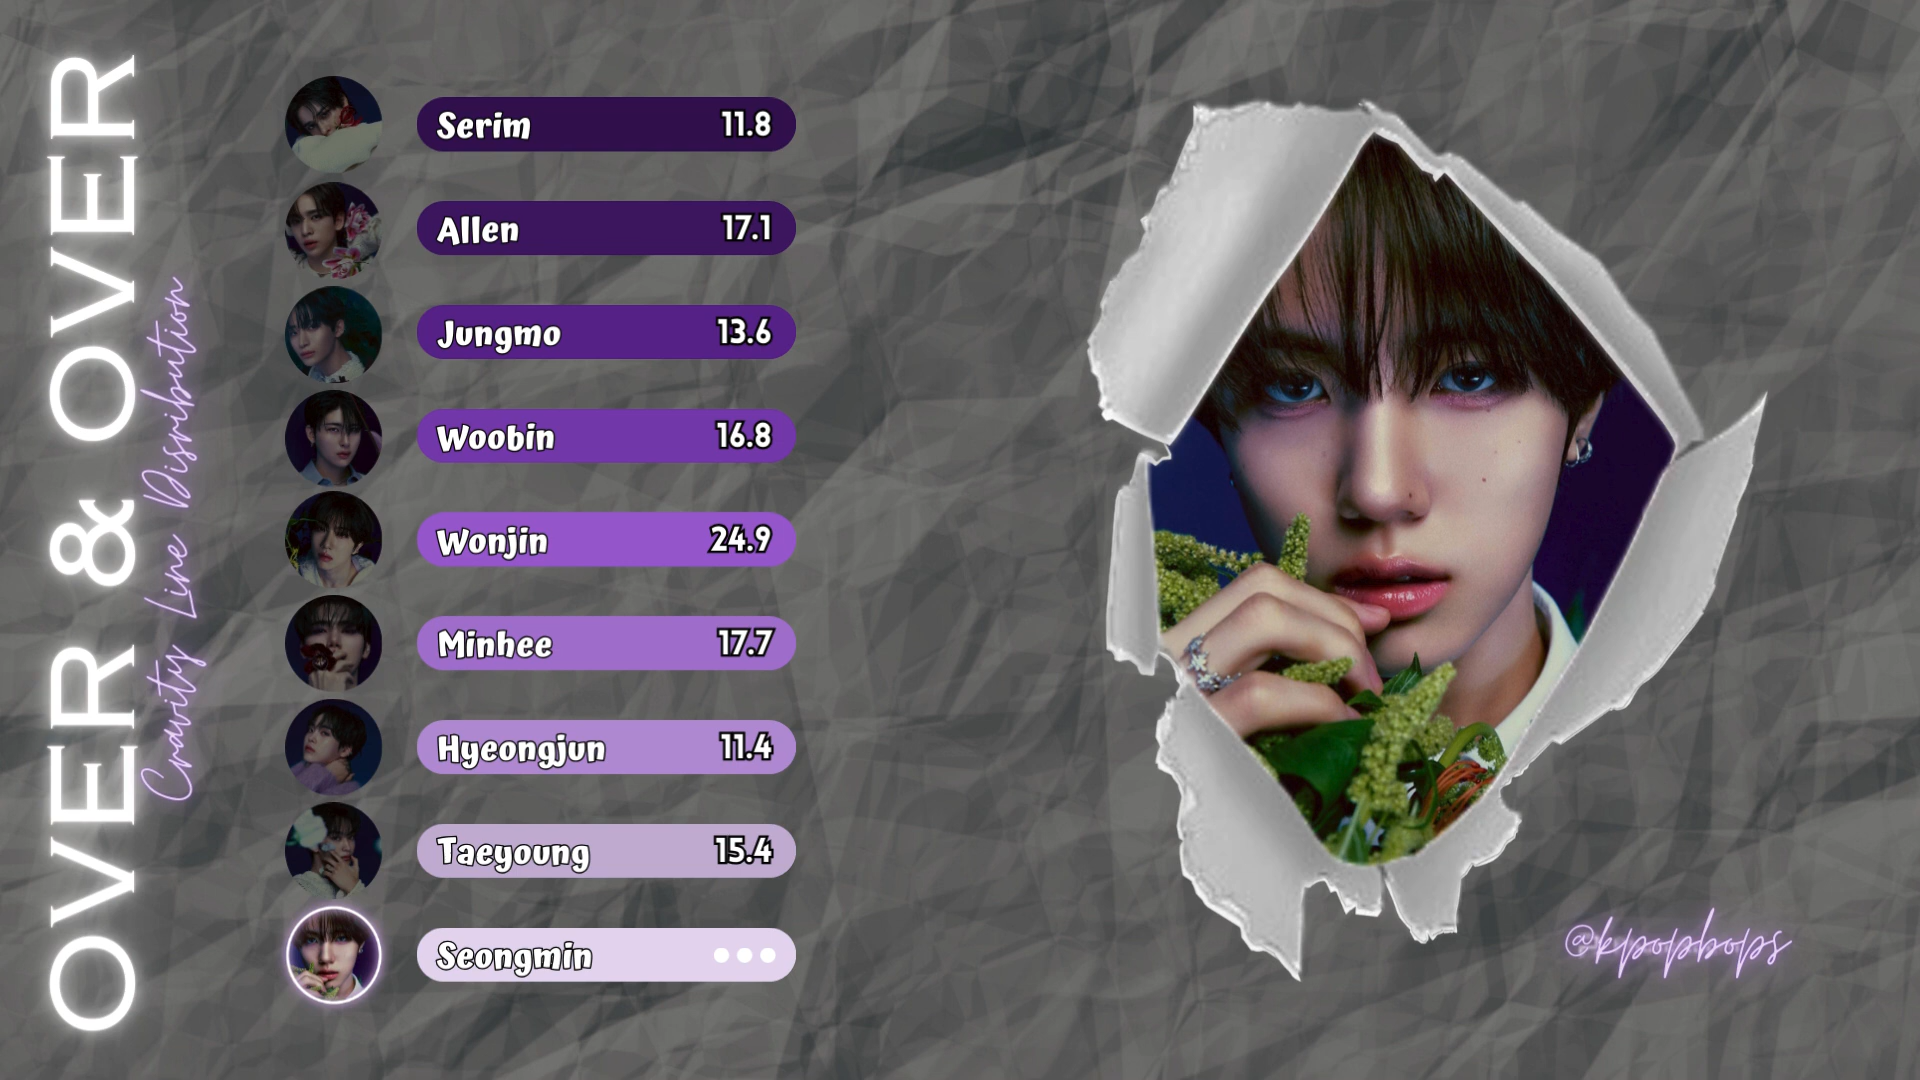 OVER & OVER
Cravity Line Disribution
Serim 11.8
Allen 17.1
Jungmo 13.6
Woobin 16.8
Wonjin 24.9
Minhee 17.7
Hyeongjun 11.4
Taeyoung 15.4
Seongmin •••
@kpopbops